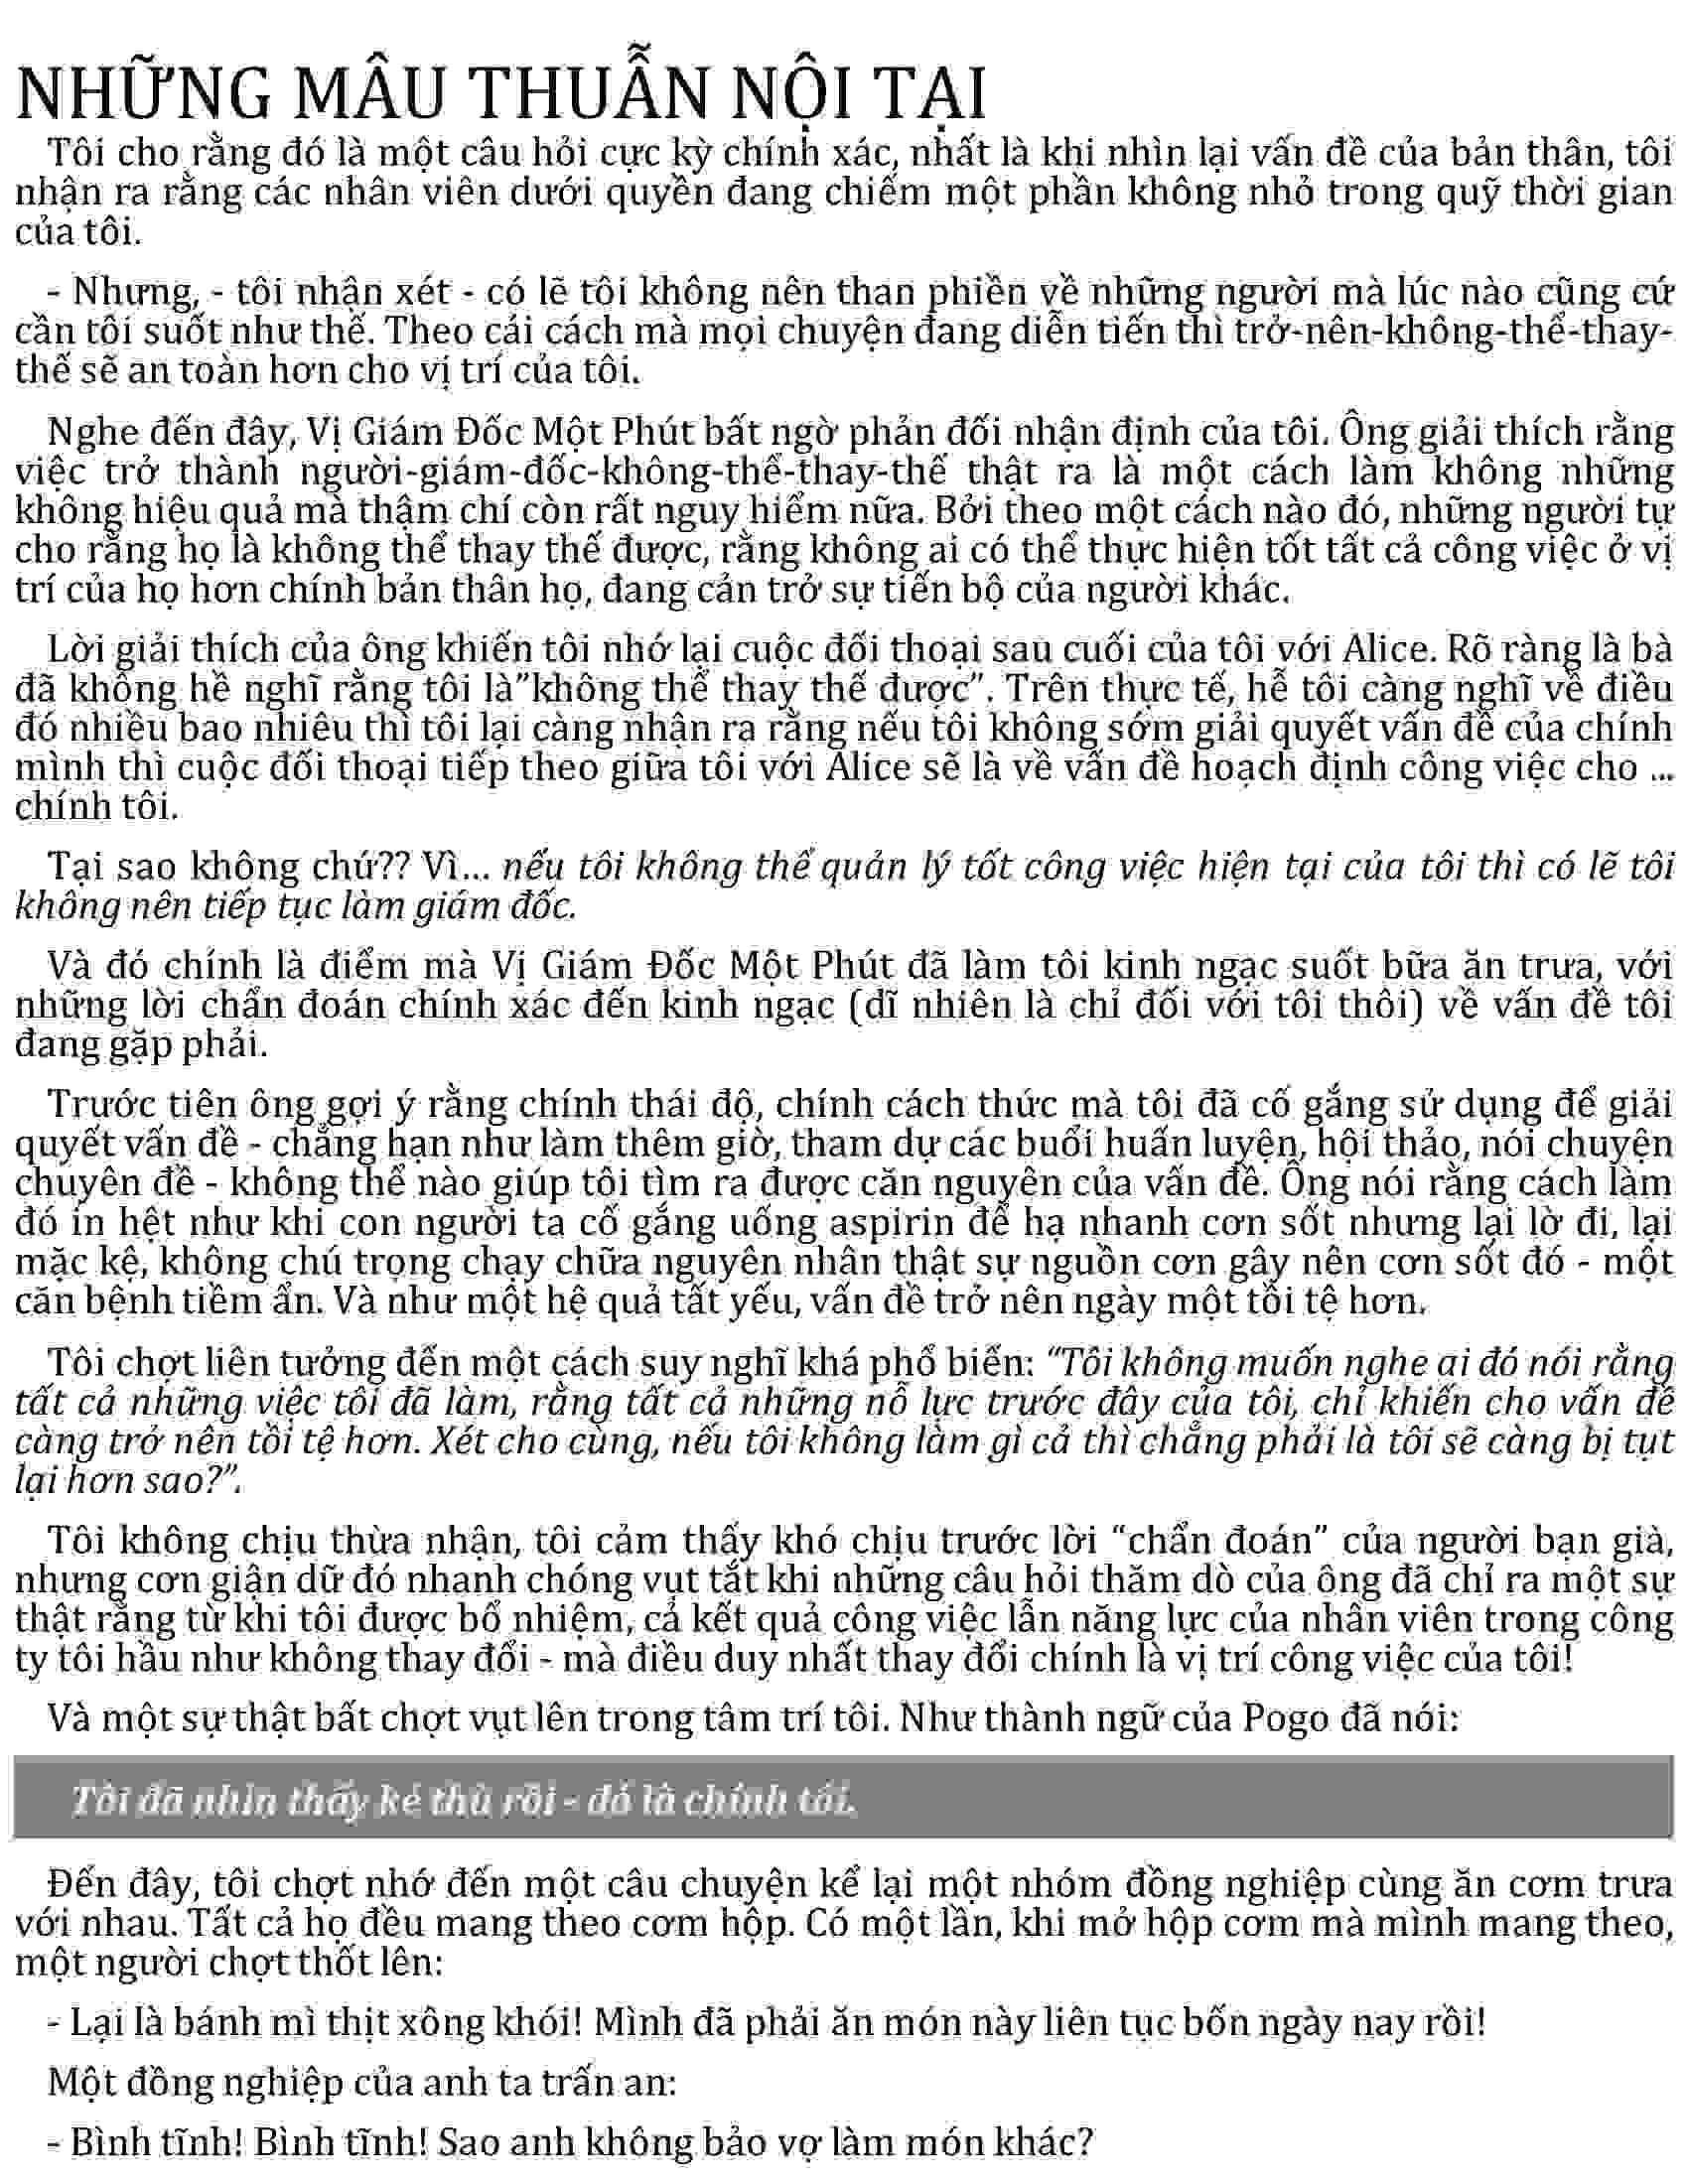 NHỮNG MÂU THUẪN NỘI TẠI
Tôi cho rằng đó là một câu hỏi cực kỳ chính xác, nhất là khi nhìn lại vấn đề của bản thân, tôi
nhận ra rằng các nhân viên dưới quyền đang chiếm một phần không nhỏ trong quỹ thời gian
của tôi.
- Nhưng, - tôi nhận xét - có lẽ tôi không nên than phiền về những người mà lúc nào cũng cứ
cần tôi suốt như thế. Theo cái cách mà mọi chuyện đang diễn tiến thì trở-nên-không-thể-thay-
thế sẽ an toàn hơn cho vị trí của tôi.
Nghe đến đây, Vị Giám Đốc Một Phút bất ngờ phản đối nhận định của tôi. Ông giải thích rằng
việc trở thành người-giám-đốc-không-thể-thay-thế thật ra là một cách làm không những
không hiệu quả mà thậm chí còn rất nguy hiểm nữa. Bởi theo một cách nào đó, những người tự
cho rằng họ là không thể thay thế được, rằng không ai có thể thực hiện tốt tất cả công việc ở vị
trí của họ hơn chính bản thân họ, đang cản trở sự tiến bộ của người khác.
Lời giải thích của ông khiến tôi nhớ lại cuộc đối thoại sau cuối của tôi với Alice. Rõ ràng là bà
đã không hề nghĩ rằng tôi là"không thể thay thế được". Trên thực tế, hễ tôi càng nghĩ về điều
đó nhiều bao nhiêu thì tôi lại càng nhận ra rằng nếu tôi không sớm giải quyết vấn đề của chính
mình thì cuộc đối thoại tiếp theo giữa tôi với Alice sẽ là về vấn đề hoạch định công việc cho ...
chính tôi.
Tại sao không chứ?? Vì... nếu tôi không thể quản lý tốt công việc hiện tại của tôi thì có lẽ tôi
không nên tiếp tục làm giám đốc.
Và đó chính là điểm mà Vị Giám Đốc Một Phút đã làm tôi kinh ngạc suốt bữa ăn trưa, với
những lời chẩn đoán chính xác đến kinh ngạc (dĩ nhiên là chỉ đối với tôi thôi) về vấn đề tôi
đang gặp phải.
Trước tiên ông gợi ý rằng chính thái độ, chính cách thức mà tôi đã cố gắng sử dụng để giải
quyết vấn đề - chẳng hạn như làm thêm giờ, tham dự các buổi huấn luyện, hội thảo, nói chuyện
chuyên đề - không thể nào giúp tôi tìm ra được căn nguyên của vấn đề. Ông nói rằng cách làm
đó in hệt như khi con người ta cố gắng uống aspirin để hạ nhanh cơn sốt nhưng lại lờ đi, lại
mặc kệ, không chú trọng chạy chữa nguyên nhân thật sự nguồn cơn gây nên cơn sốt đó - một
căn bệnh tiềm ẩn. Và như một hệ quả tất yếu, vấn đề trở nên ngày một tồi tệ hơn.
Tôi chợt liên tưởng đến một cách suy nghĩ khá phổ biến: “Tôi không muốn nghe ai đó nói rằng
tất cả những việc tôi đã làm, rằng tất cả những nỗ lực trước đây của tôi, chỉ khiến cho vấn đề
càng trở nên tồi tệ hơn. Xét cho cùng, nếu tôi không làm gì cả thì chẳng phải là tôi sẽ càng bị tụt
lại hơn sao?”.
Tôi không chịu thừa nhận, tôi cảm thấy khó chịu trước lời “chẩn đoán” của người bạn già,
nhưng cơn giận dữ đó nhanh chóng vụt tắt khi những câu hỏi thăm dò của ông đã chỉ ra một sự
thật rằng từ khi tôi được bổ nhiệm, cả kết quả công việc lẫn năng lực của nhân viên trong công
ty tôi hầu như không thay đổi - mà điều duy nhất thay đổi chính là vị trí công việc của tôi!
Và một sự thật bất chợt vụt lên trong tâm trí tôi. Như thành ngữ của Pogo đã nói:
Tôi đã nhìn thấy kẻ thù rồi - đó là chính tôi.
Đến đây, tôi chợt nhớ đến một câu chuyện kể lại một nhóm đồng nghiệp cùng ăn cơm trưa
với nhau. Tất cả họ đều mang theo cơm hộp. Có một lần, khi mở hộp cơm mà mình mang theo,
một người chợt thốt lên:
- Lại là bánh mì thịt xông khói! Mình đã phải ăn món này liên tục bốn ngày nay rồi!
Một đồng nghiệp của anh ta trấn an:
- Bình tĩnh! Bình tĩnh! Sao anh không bảo vợ làm món khác?